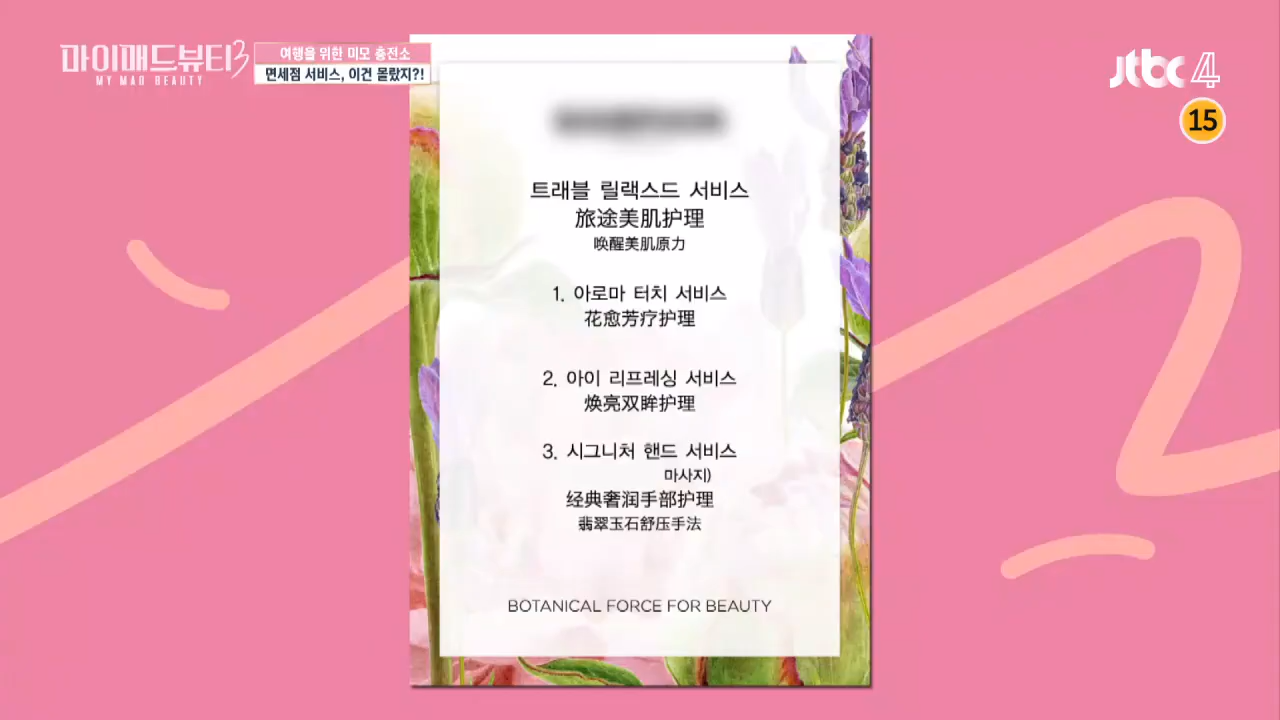 마이매드뷰티3
MY MAD BEAUTY
여행을 위한 미모 충전소
면세점 서비스, 이건 몰랐지?!
jtbc 4
15
트래블 릴랙스드 서비스
旅途美肌护理
唤醒美肌原力
1. 아로마 터치 서비스
花愈芳疗护理
2. 아이 리프레싱 서비스
焕亮双眸护理
3. 시그니처 핸드 서비스
마사지)
经典奢润手部护理
翡翠玉石舒压手法
BOTANICAL FORCE FOR BEAUTY